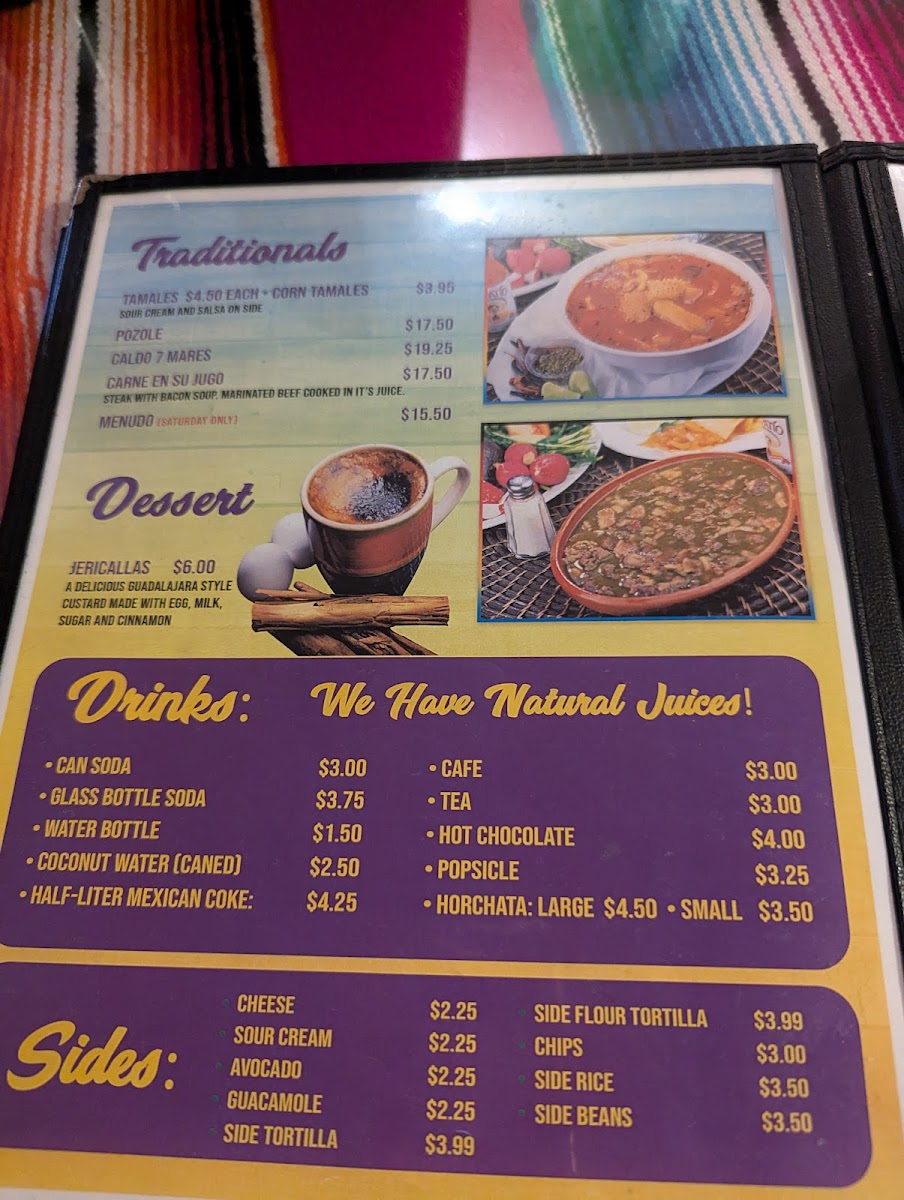 Traditionals
TAMALES $4.50 EACH • CORN TAMALES $3.95
SOUR CREAM AND SALSA ON SIDE
POZOLE $17.50
CALDO 7 MARES $19.25
CARNE EN SU JUGO $17.50
STEAK WITH BACON SOUP, MARINATED BEEF COOKED IN IT'S JUICE.
MENUDO (SATURDAY ONLY) $15.50
Dessert
JERICALLAS $6.00
A DELICIOUS GUADALAJARA STYLE
CUSTARD MADE WITH EGG, MILK,
SUGAR AND CINNAMON
Drinks: We Have Natural Juices!
• CAN SODA $3.00
• GLASS BOTTLE SODA $3.75
• WATER BOTTLE $1.50
• COCONUT WATER (CANED) $2.50
• HALF-LITER MEXICAN COKE: $4.25
• CAFE $3.00
• TEA $3.00
• HOT CHOCOLATE $4.00
• POPSICLE $3.25
• HORCHATA: LARGE $4.50 • SMALL $3.50
Sides:
• CHEESE $2.25
• SOUR CREAM $2.25
• AVOCADO $2.25
• GUACAMOLE $2.25
• SIDE TORTILLA $3.99
• SIDE FLOUR TORTILLA $3.99
• CHIPS $3.00
• SIDE RICE $3.50
• SIDE BEANS $3.50